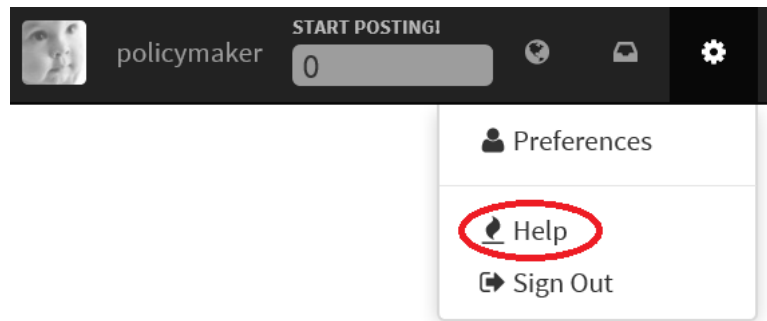 START POSTING!
policymaker
0
Preferences
Help
Sign Out